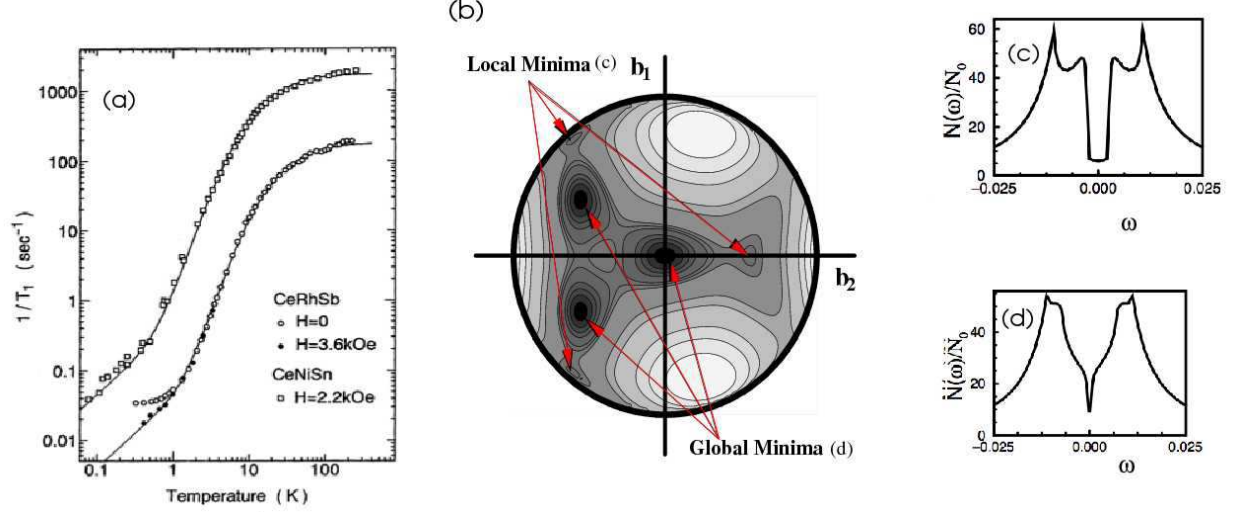 (a)
1000
100
10
1
0.1
0.01
1/T₁ (sec⁻¹)
0.1
1
10
100
Temperature (K)
CeRhSb
H=0
H=3.6kOe
CeNiSn
H=2.2kOe
(b)
Local Minima (c)
b₁
b₂
Global Minima (d)
(c)
60
40
20
0
N(ω)/N₀
−0.025
0.000
0.025
ω
(d)
40
20
0
N(ω)/N₀
−0.025
0.000
0.025
ω